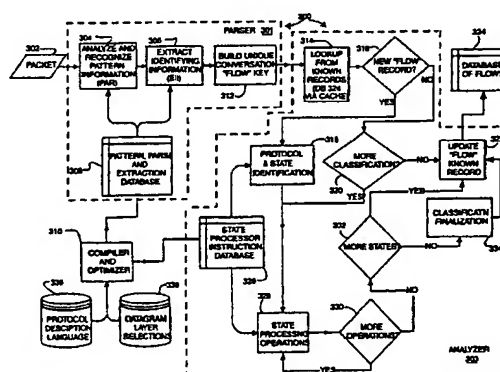 302
PACKET
304
ANALYZE AND
RECOGNIZE
PATTERN
INFORMATION
(PAR)
306
EXTRACT
IDENTIFYING
INFORMATION
(EII)
PARSER 301
300
BUILD UNIQUE
CONVERSATION
"FLOW" KEY
312
314
LOOKUP
FROM
KNOWN
RECORDS
(DB 324
VIA CACHE)
316
NEW "FLOW"
RECORD?
NO
YES
324
DATABASE
OF FLOWS
308
PATTERN, PARSE
AND
EXTRACTION
DATABASE
318
PROTOCOL
& STATE
IDENTIFICATION
MORE
CLASSIFICATION?
320
NO
YES
UPDATE
"FLOW"
KNOWN
RECORD
YES
310
COMPILER
AND
OPTIMIZER
STATE
PROCESSOR
INSTRUCTION
DATABASE
326
MORE STATES?
NO
CLASSIFICATN
FINALIZATION
334
336
PROTOCOL
DESCIPTION
LANGUAGE
338
DATAGRAM
LAYER
SELECTIONS
328
STATE
PROCESSING
OPERATIONS
330
MORE
OPERATIONS?
NO
YES
ANALYZER
303